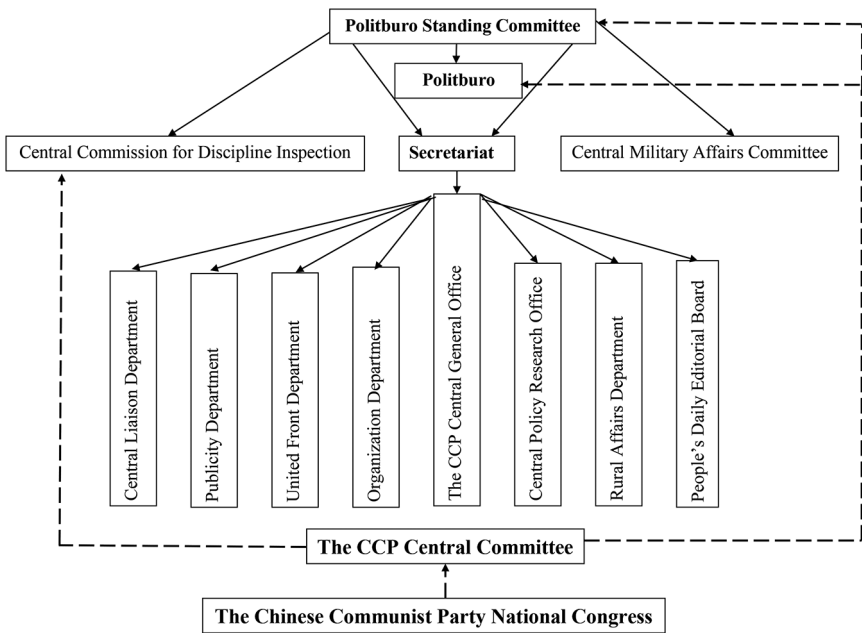 Politburo Standing Committee
Politburo
Central Commission for Discipline Inspection
Secretariat
Central Military Affairs Committee
Central Liaison Department
Publicity Department
United Front Department
Organization Department
The CCP Central General Office
Central Policy Research Office
Rural Affairs Department
People’s Daily Editorial Board
The CCP Central Committee
The Chinese Communist Party National Congress